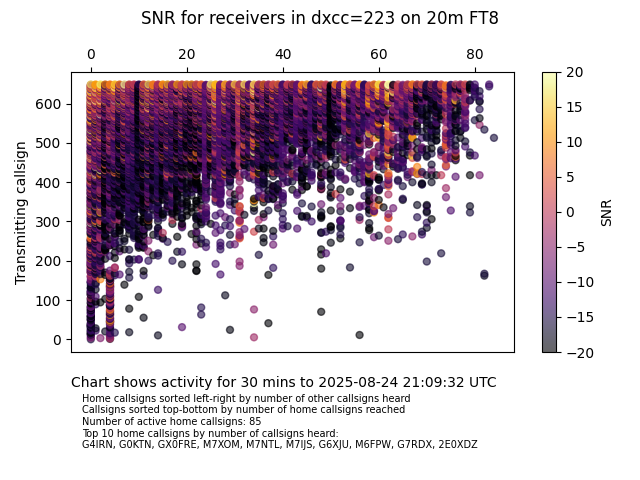 SNR for receivers in dxcc=223 on 20m FT8
0 20 40 60 80
600
500
400
300
200
100
0
Transmitting callsign
20
15
10
5
0
−5
−10
−15
−20
SNR
Chart shows activity for 30 mins to 2025-08-24 21:09:32 UTC
Home callsigns sorted left-right by number of other callsigns heard
Callsigns sorted top-bottom by number of home callsigns reached
Number of active home callsigns: 85
Top 10 home callsigns by number of callsigns heard:
G4IRN, G0KTN, GX0FRE, M7XOM, M7NTL, M7IJS, G6XJU, M6FPW, G7RDX, 2E0XDZ